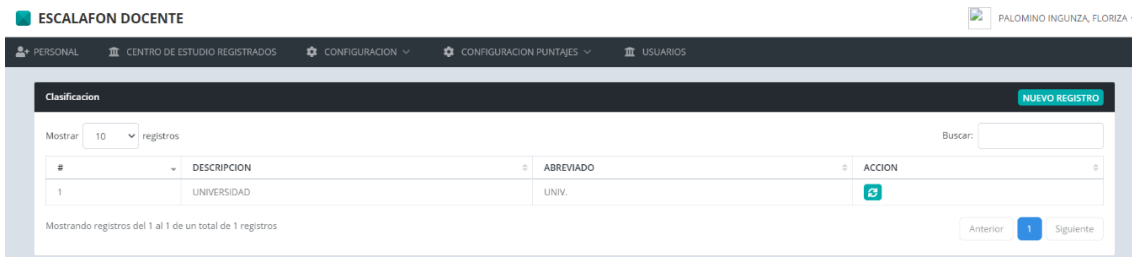 ESCALAFON DOCENTE
PALOMINO INGUNZA, FLORIZA
PERSONAL CENTRO DE ESTUDIO REGISTRADOS CONFIGURACION CONFIGURACION PUNTAJES USUARIOS
Clasificacion NUEVO REGISTRO
Mostrar 10 registros Buscar:
# DESCRIPCION ABREVIADO ACCION
1 UNIVERSIDAD UNIV.
Mostrando registros del 1 al 1 de un total de 1 registros Anterior 1 Siguiente